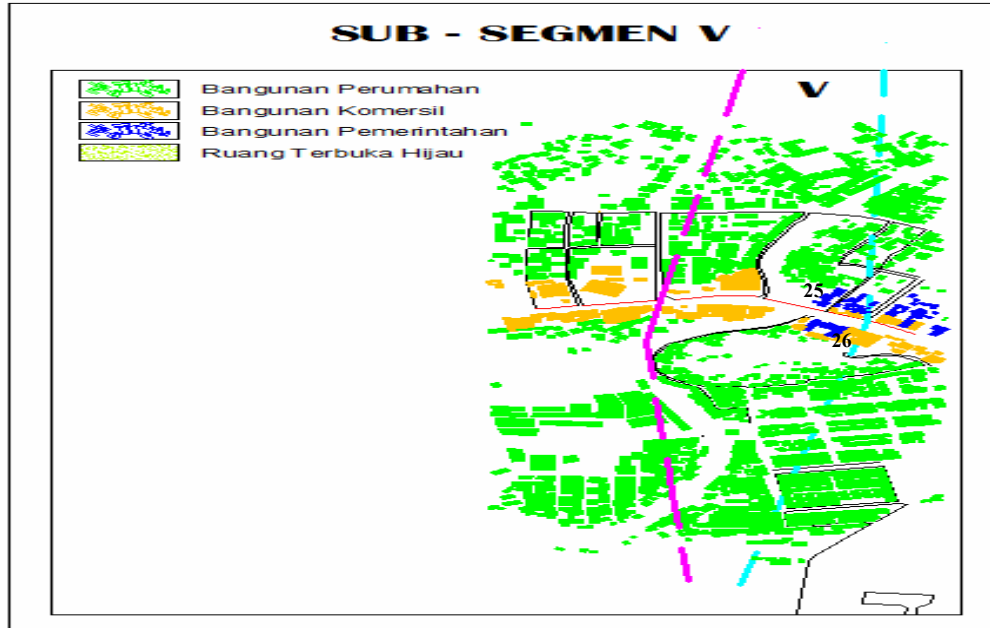 SUB - SEGMEN V
V
Bangunan Perumahan
Bangunan Komersil
Bangunan Pemerintahan
Ruang Terbuka Hijau
25
26